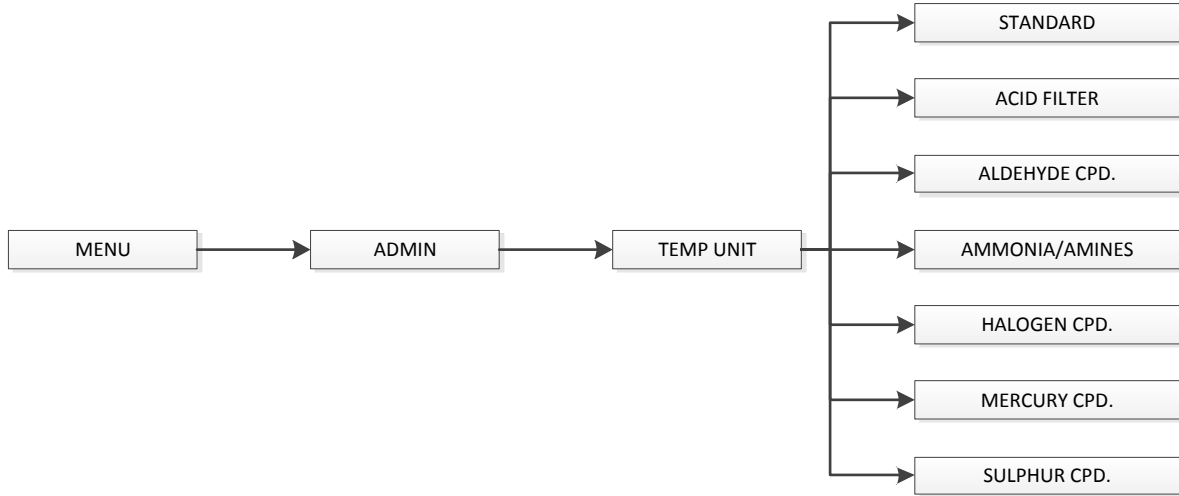 STANDARD
ACID FILTER
ALDEHYDE CPD.
MENU
ADMIN
TEMP UNIT
AMMONIA/AMINES
HALOGEN CPD.
MERCURY CPD.
SULPHUR CPD.